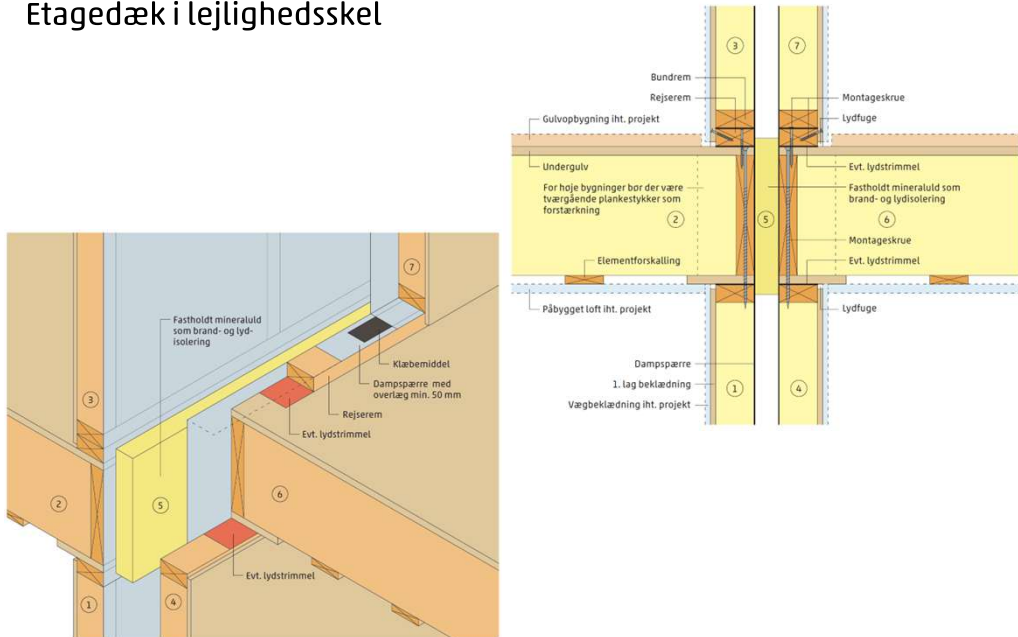 Etagedæk i lejlighedsskel
3
7
Bundrem
Rejserem
Montageskrue
Gulvopbygning iht. projekt
Lydfuge
Undergulv
Evt. lydstrimmel
For høje bygninger bør der være
tværgående plankestykker som
forstærkning
Fastholdt mineraluld som
brand- og lydisolering
2
5
6
Montageskrue
Elementforskalling
Evt. lydstrimmel
Påbygget loft iht. projekt
Lydfuge
Dampspærre
1. lag beklædning
1
4
Vægbeklædning iht. projekt
7
Fastholdt mineraluld
som brand- og lyd-
isolering
Klæbemiddel
Dampspærre med
overlæg min. 50 mm
3
Rejserem
Evt. lydstrimmel
2
5
6
Evt. lydstrimmel
1
4